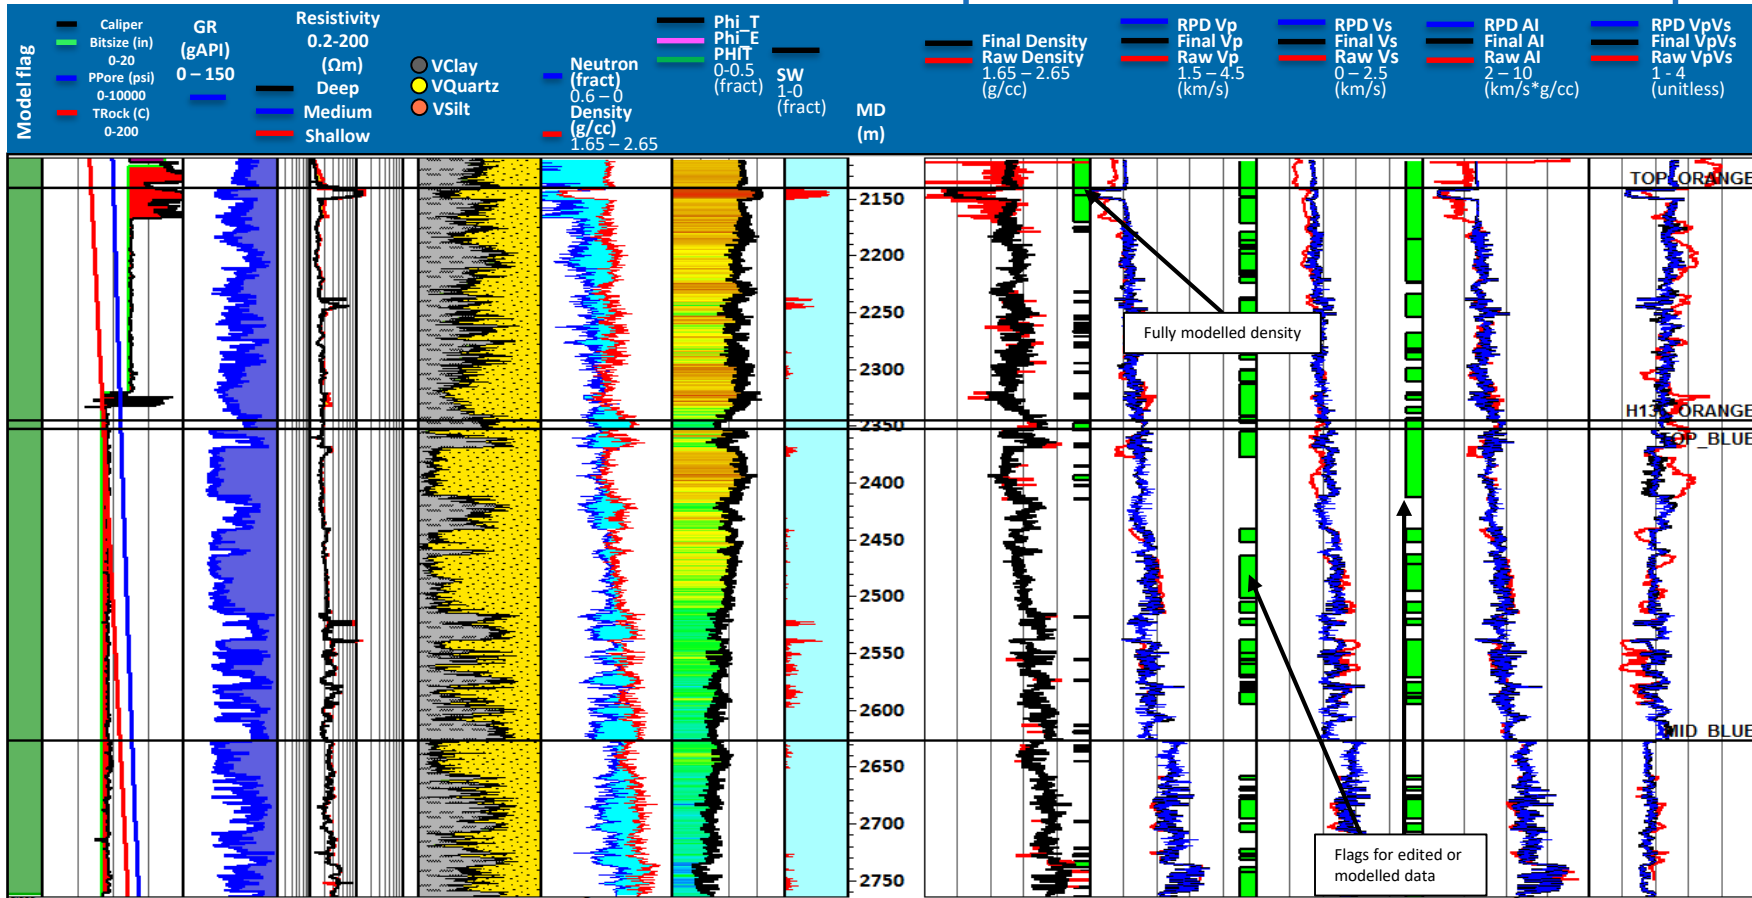 Model flag
Caliper
Bitsize (in)
0-20
PPore (psi)
0-10000
TRock (C)
0-200
GR
(gAPI)
0 – 150
Resistivity
0.2-200
(Ωm)
Deep
Medium
Shallow
VClay
VQuartz
VSilt
Neutron
(fract)
0.6 – 0
Density
(g/cc)
1.65 – 2.65
Phi_T
Phi_E
PHIT
0-0.5
(fract)
SW
1-0
(fract)
MD
(m)
Final Density
Raw Density
1.65 – 2.65
(g/cc)
RPD Vp
Final Vp
Raw Vp
1.5 – 4.5
(km/s)
RPD Vs
Final Vs
Raw Vs
0 – 2.5
(km/s)
RPD AI
Final AI
Raw AI
2 – 10
(km/s*g/cc)
RPD VpVs
Final VpVs
Raw VpVs
1 - 4
(unitless)
TOP_ORANGE
2150
2200
2250
Fully modelled density
2300
ORANGE
2350
TOP_BLUE
2400
2450
2500
2550
2600
MID_BLUE
2650
2700
Flags for edited or
modelled data
2750